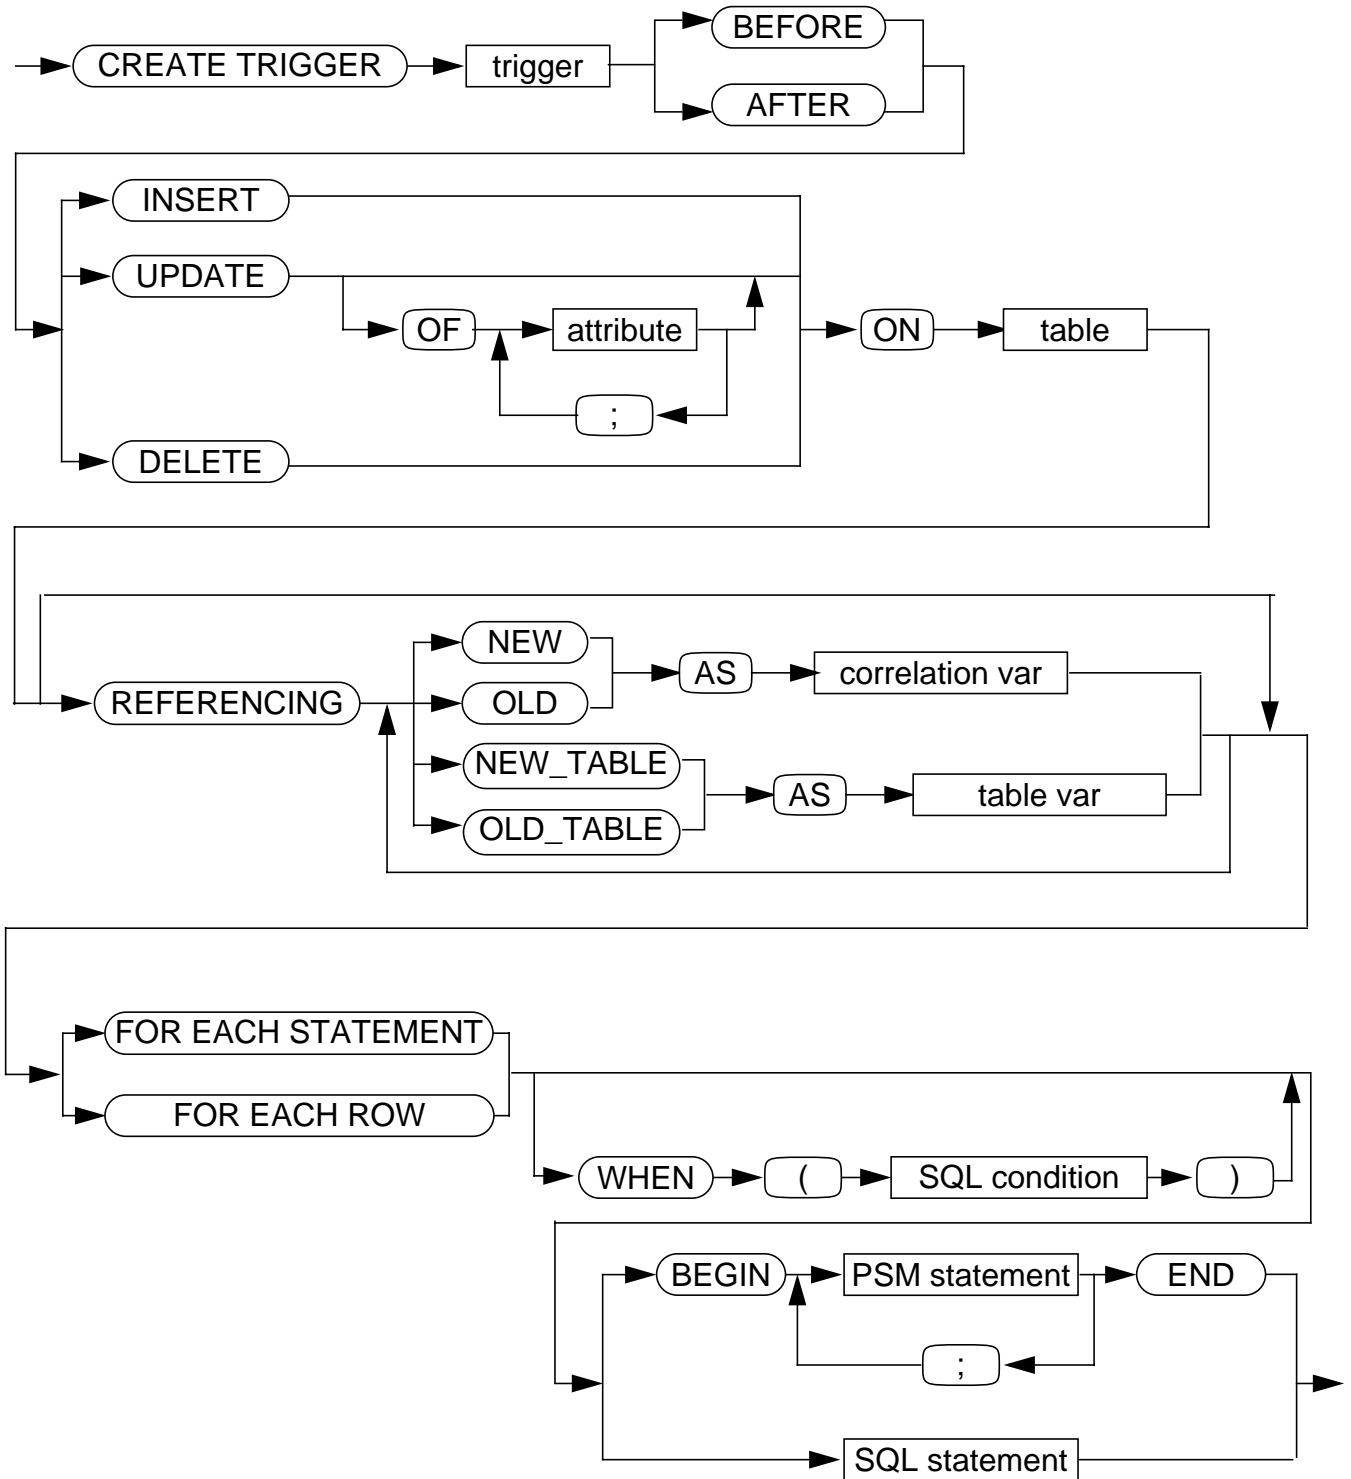 CREATE TRIGGER trigger BEFORE
AFTER
INSERT
UPDATE
OF attribute ON table
;
DELETE
NEW
REFERENCING OLD AS correlation var
NEW_TABLE
AS table var
OLD_TABLE
FOR EACH STATEMENT
FOR EACH ROW
WHEN ( SQL condition )
BEGIN PSM statement END
;
SQL statement